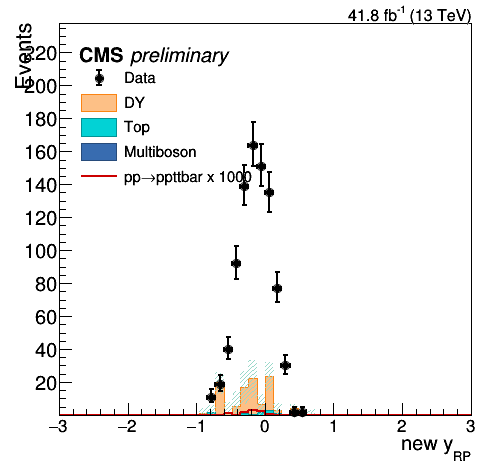 41.8 fb⁻¹ (13 TeV)
Events
CMS preliminary
Data
DY
Top
Multiboson
pp→ppttbar x 1000
220
200
180
160
140
120
100
80
60
40
20
−3 −2 −1 0 1 2 3
new y_RP